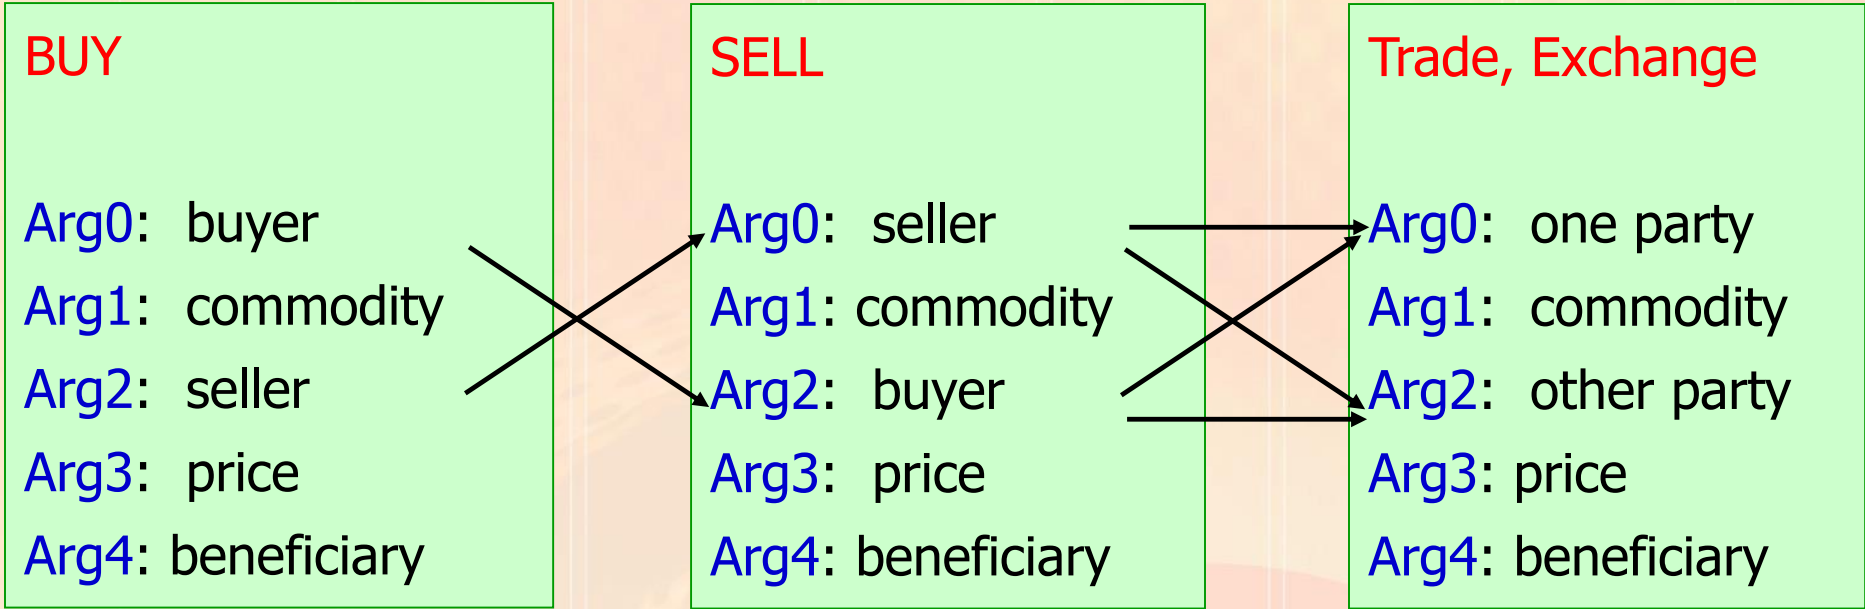 BUY
Arg0: buyer
Arg1: commodity
Arg2: seller
Arg3: price
Arg4: beneficiary
SELL
Arg0: seller
Arg1: commodity
Arg2: buyer
Arg3: price
Arg4: beneficiary
Trade, Exchange
Arg0: one party
Arg1: commodity
Arg2: other party
Arg3: price
Arg4: beneficiary